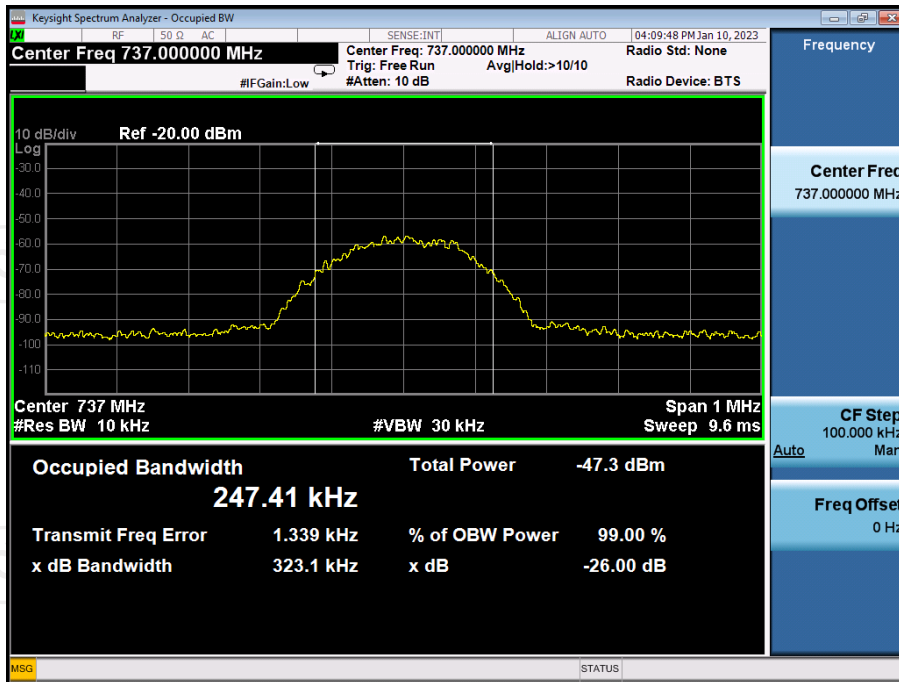 Keysight Spectrum Analyzer - Occupied BW
LXI RF 50 Ω AC SENSE:INT ALIGN AUTO 04:09:48 PM Jan 10, 2023
Center Freq 737.000000 MHz
#IFGain:Low
Center Freq: 737.000000 MHz
Trig: Free Run Avg|Hold:>10/10
#Atten: 10 dB
Radio Std: None
Radio Device: BTS
Frequency
10 dB/div Ref -20.00 dBm
Log
-30.0
-40.0
-50.0
-60.0
-70.0
-80.0
-90.0
-100
-110
Center 737 MHz Span 1 MHz
#Res BW 10 kHz #VBW 30 kHz Sweep 9.6 ms
Occupied Bandwidth Total Power -47.3 dBm
247.41 kHz
Transmit Freq Error 1.339 kHz % of OBW Power 99.00 %
x dB Bandwidth 323.1 kHz x dB -26.00 dB
Center Freq
737.000000 MHz
CF Step
100.000 kHz
Auto Man
Freq Offset
0 Hz
MSG STATUS